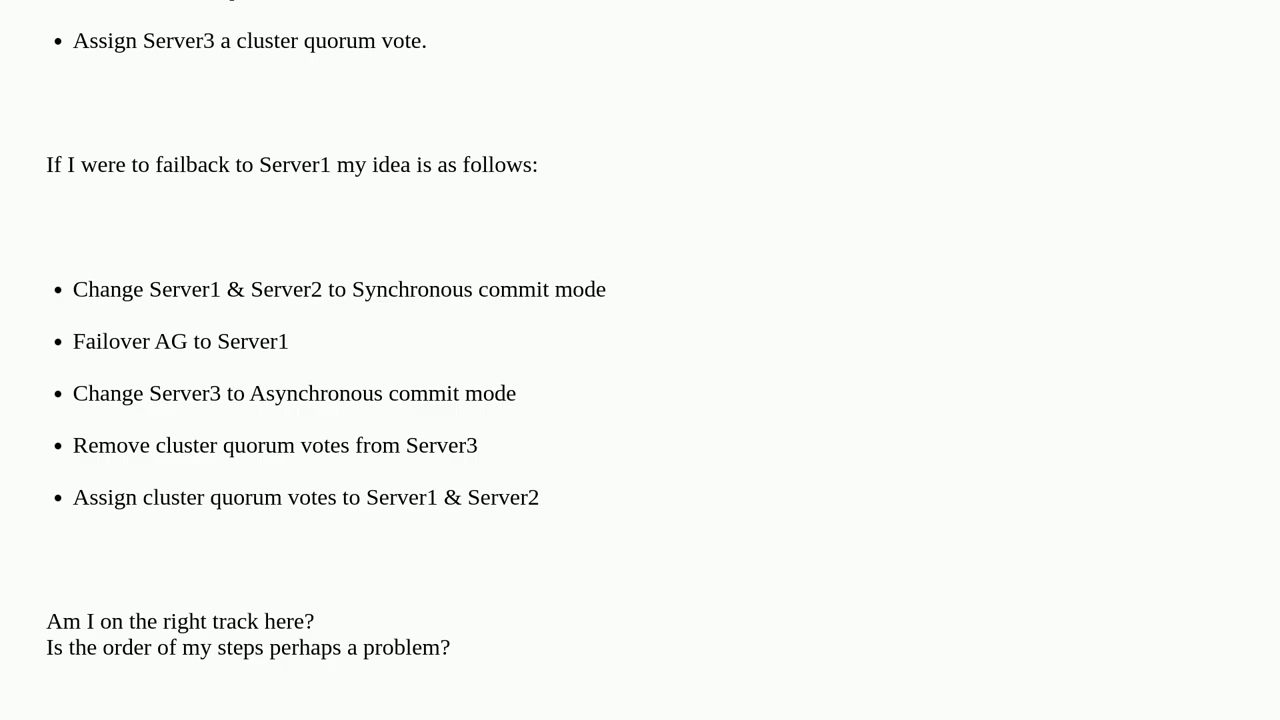 • Assign Server3 a cluster quorum vote.
If I were to failback to Server1 my idea is as follows:
• Change Server1 & Server2 to Synchronous commit mode
• Failover AG to Server1
• Change Server3 to Asynchronous commit mode
• Remove cluster quorum votes from Server3
• Assign cluster quorum votes to Server1 & Server2
Am I on the right track here?
Is the order of my steps perhaps a problem?